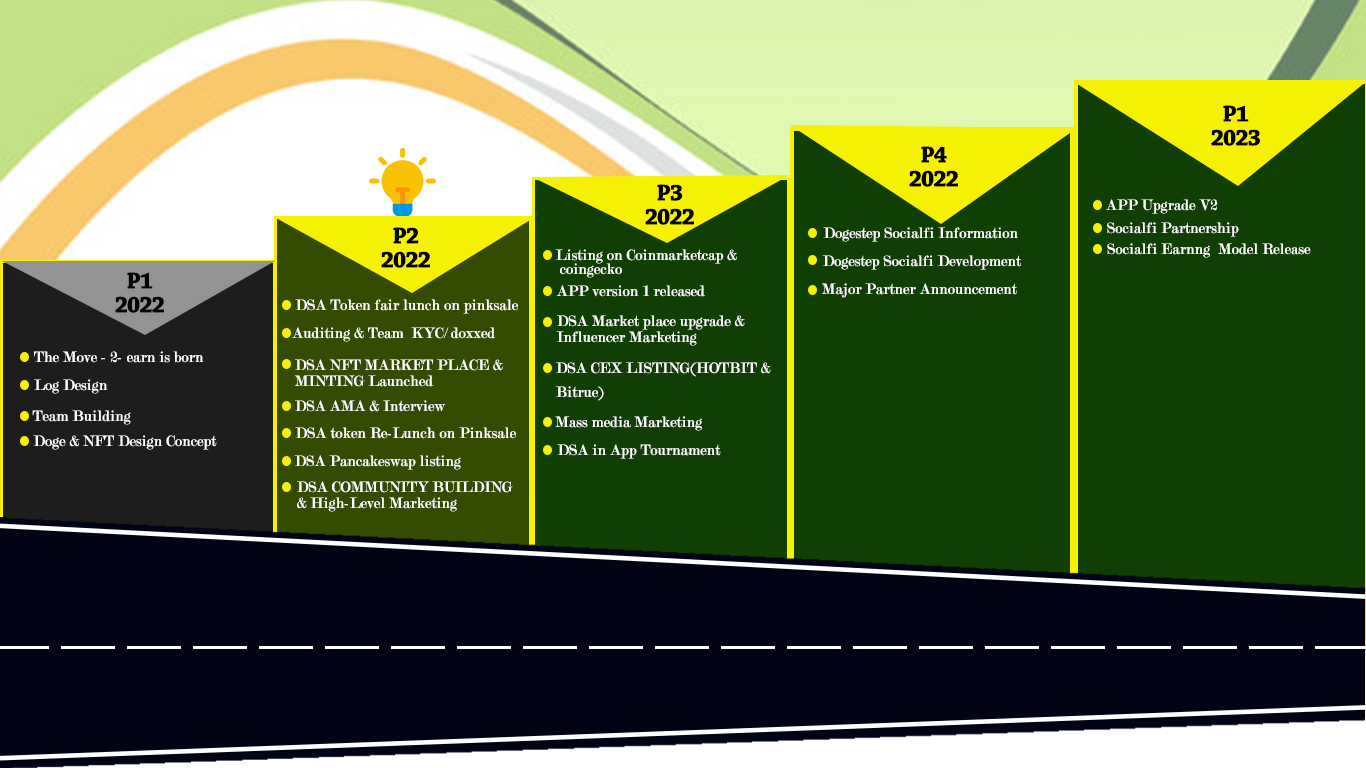 P1
2022
The Move - 2- earn is born
Log Design
Team Building
Doge & NFT Design Concept
P2
2022
DSA Token fair lunch on pinksale
Auditing & Team KYC/doxxed
DSA NFT MARKET PLACE &
MINTING Launched
DSA AMA & Interview
DSA token Re-Lunch on Pinksale
DSA Pancakeswap listing
DSA COMMUNITY BUILDING
& High-Level Marketing
P3
2022
Listing on Coinmarketcap &
coingecko
APP version 1 released
DSA Market place upgrade &
Influencer Marketing
DSA CEX LISTING(HOTBIT &
Bitrue)
Mass media Marketing
DSA in App Tournament
P4
2022
Dogestep Socialfi Information
Dogestep Socialfi Development
Major Partner Announcement
P1
2023
APP Upgrade V2
Socialfi Partnership
Socialfi Earnng Model Release